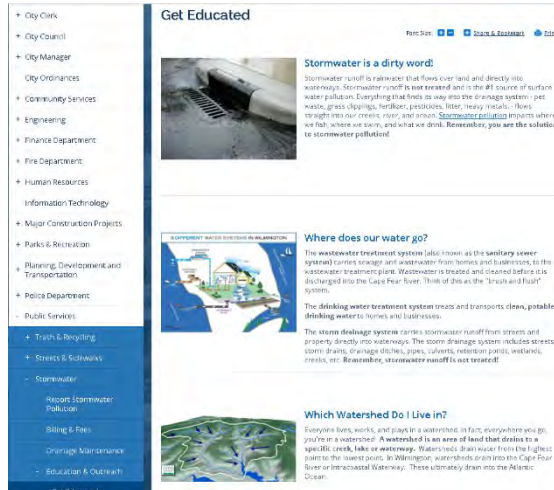 + City Clerk
+ City Council
+ City Manager
City Ordinances
+ Community Services
+ Engineering
+ Finance Department
+ Fire Department
+ Human Resources
Information Technology
+ Major Construction Projects
+ Parks & Recreation
+ Planning, Development and
Transportation
+ Police Department
- Public Services
+ Trash & Recycling
+ Streets & Sidewalks
- Stormwater
Report Stormwater
Pollution
Billing & Fees
Drainage Maintenance
- Education & Outreach
Get Educated
Font Size: + - Share & Bookmark
Stormwater is a dirty word!
Stormwater runoff is rainwater that flows over land and directly into
waterways. Stormwater runoff is not treated and is the #1 source of surface
water pollution. Everything that finds its way into the drainage system - pet
waste, grass clippings, fertilizer, pesticides, litter, heavy metals - flows
straight into our creeks, river, and ocean. Stormwater pollution impacts where
we fish, where we swim, and what we drink. Remember, you are the solution
to stormwater pollution!
DIFFERENT WATER SYSTEMS IN WILMINGTON
Where does our water go?
The wastewater treatment system (also known as the sanitary sewer
system) carries sewage and wastewater from homes and businesses, to the
wastewater treatment plant. Wastewater is treated and cleaned before it is
discharged into the Cape Fear River. Think of this as the "brush and flush"
system.
The drinking water treatment system treats and transports clean, potable
drinking water to homes and businesses.
The storm drainage system carries stormwater runoff from streets and
property directly into waterways. The storm drainage system includes streets,
storm drains, drainage ditches, pipes, culverts, retention ponds, wetlands,
creeks, etc. Remember, stormwater runoff is not treated!
Which Watershed Do I Live in?
Everyone lives, works, and plays in a watershed. In fact, everywhere you go,
you're in a watershed! A watershed is an area of land that drains to a
specific creek, lake or waterway. Watersheds drain water from the highest
point to the lowest point. In Wilmington, watersheds drain into the Cape Fear
River or Intracoastal Waterway. These ultimately drain into the Atlantic
Ocean.